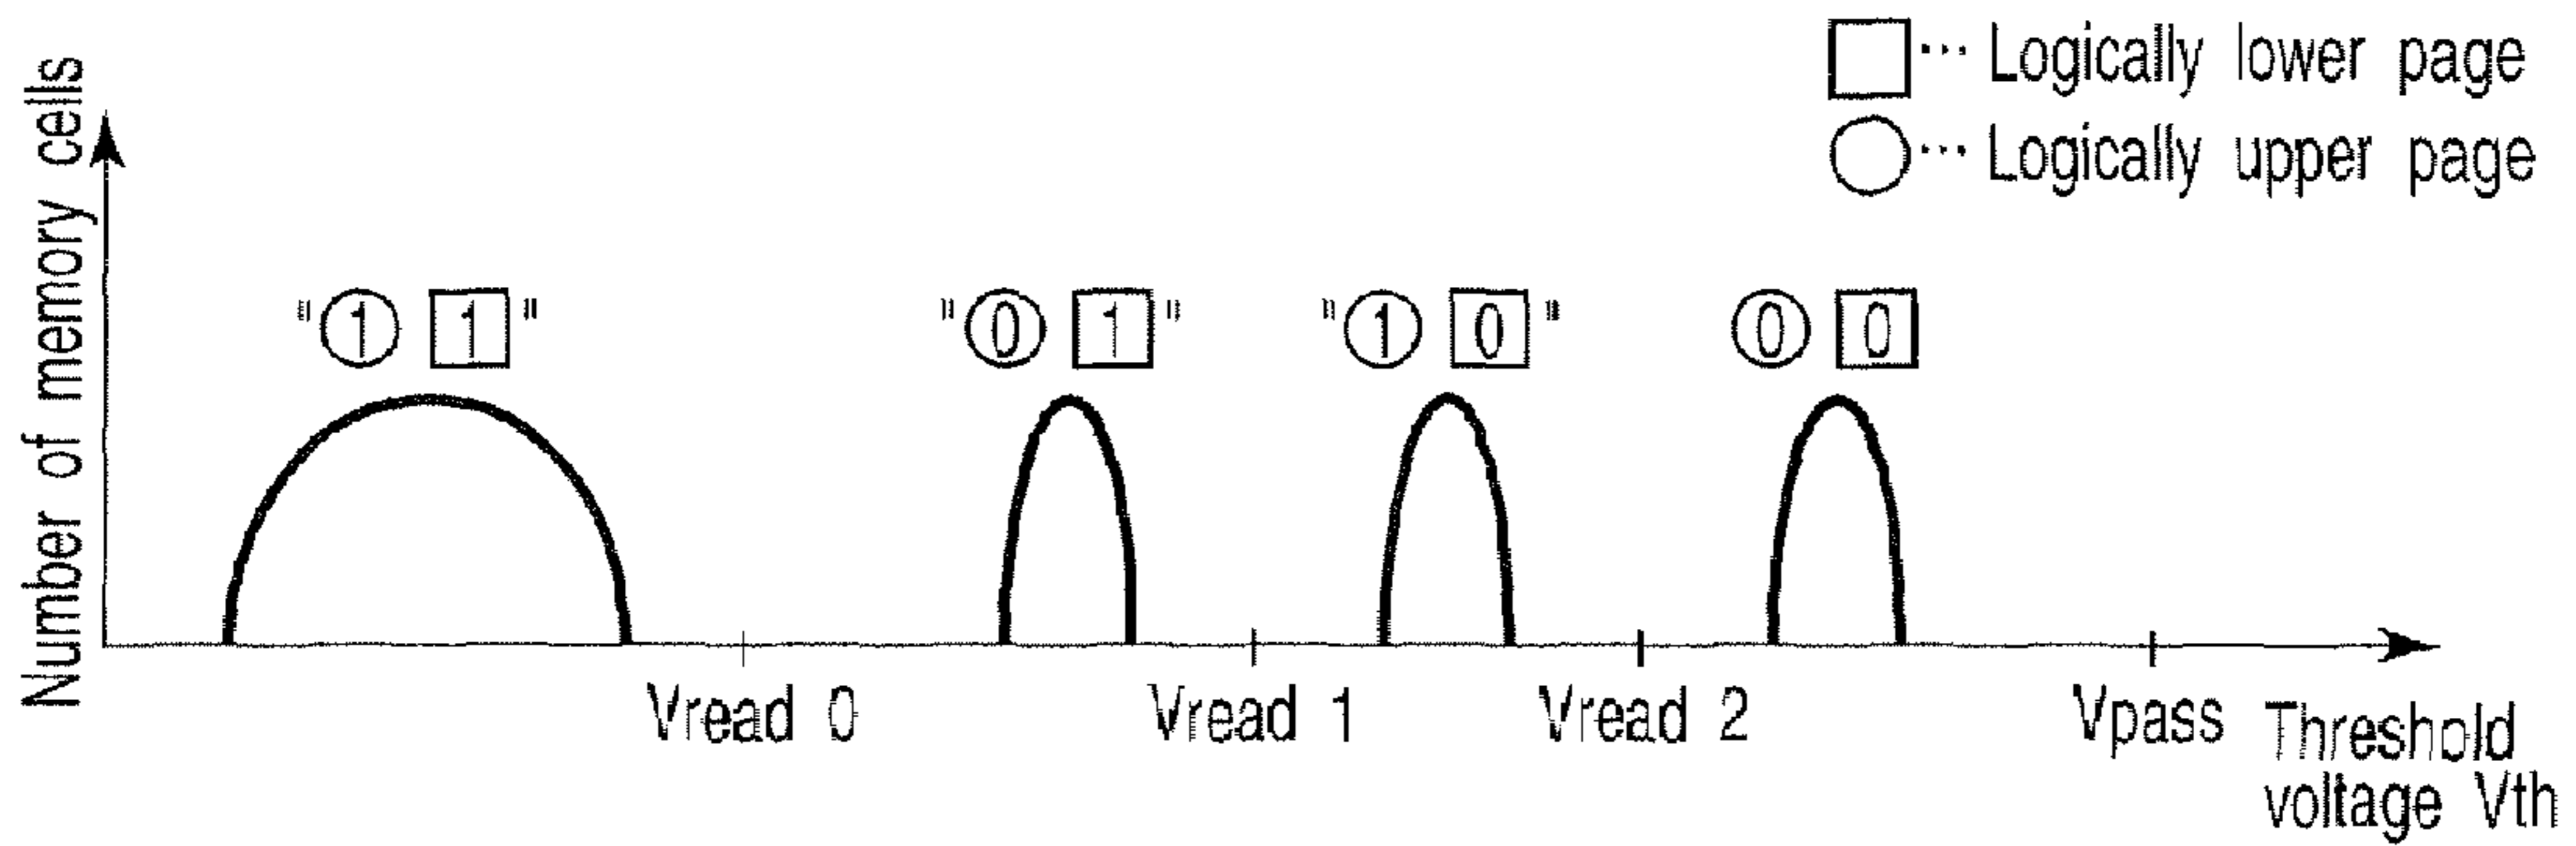 Logically lower page
Logically upper page
Number of memory cells
"1 1"
"0 1"
"1 0"
0 0
Vread 0
Vread 1
Vread 2
Vpass
Threshold
voltage Vth